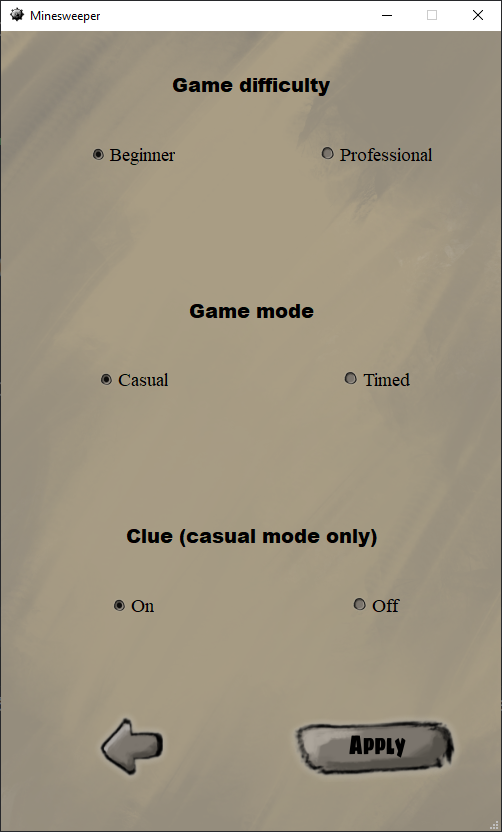 Minesweeper
Game difficulty
Beginner Professional
Game mode
Casual Timed
Clue (casual mode only)
On Off
Apply